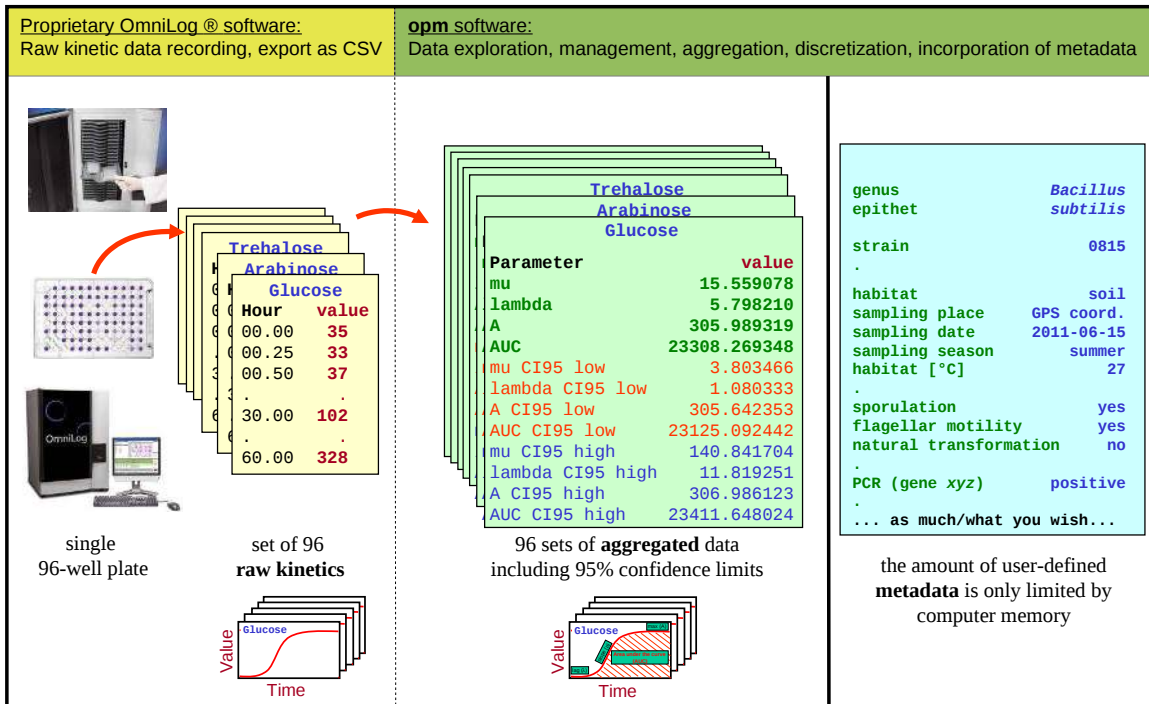 Proprietary OmniLog ® software:
Raw kinetic data recording, export as CSV
opm software:
Data exploration, management, aggregation, discretization, incorporation of metadata
OmniLog
single
96-well plate
Trehalose
Arabinose
Glucose
Hour value
00.00 35
00.25 33
00.50 37
. .
30.00 102
. .
60.00 328
set of 96
raw kinetics
Value
Glucose
Time
Trehalose
Arabinose
Glucose
Parameter value
mu 15.559078
lambda 5.798210
A 305.989319
AUC 23308.269348
mu CI95 low 3.803466
lambda CI95 low 1.080333
A CI95 low 305.642353
AUC CI95 low 23125.092442
mu CI95 high 140.841704
lambda CI95 high 11.819251
A CI95 high 306.986123
AUC CI95 high 23411.648024
96 sets of aggregated data
including 95% confidence limits
Value
Glucose
max (A)
Area under the curve
(AUC)
Time
genus Bacillus
epithet subtilis
strain 0815
.
habitat soil
sampling place GPS coord.
sampling date 2011-06-15
sampling season summer
habitat [°C] 27
.
sporulation yes
flagellar motility yes
natural transformation no
.
PCR (gene xyz) positive
.
... as much/what you wish...
the amount of user-defined
metadata is only limited by
computer memory